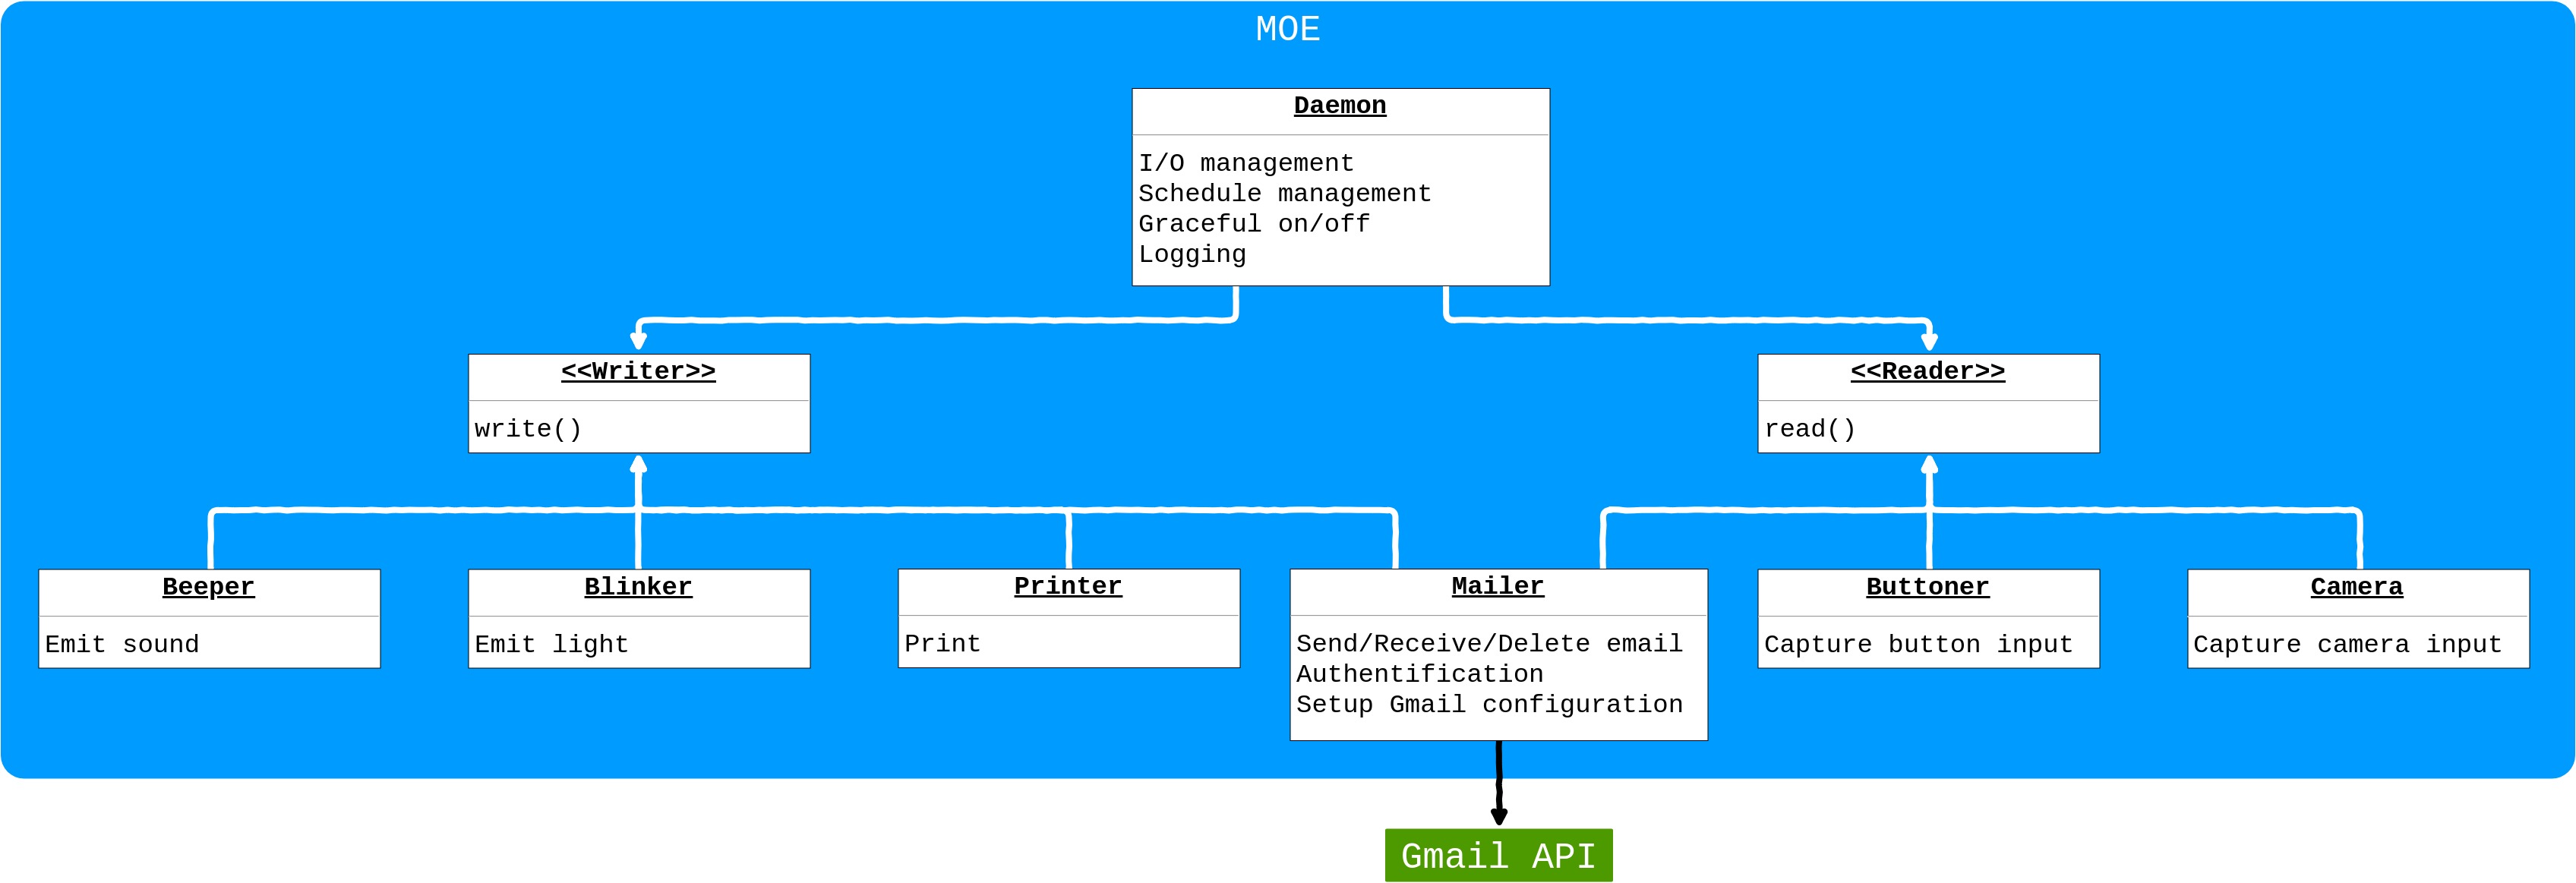 MOE
Daemon
I/O management
Schedule management
Graceful on/off
Logging
<<Writer>>
write()
<<Reader>>
read()
Beeper
Emit sound
Blinker
Emit light
Printer
Print
Mailer
Send/Receive/Delete email
Authentification
Setup Gmail configuration
Buttoner
Capture button input
Camera
Capture camera input
Gmail API